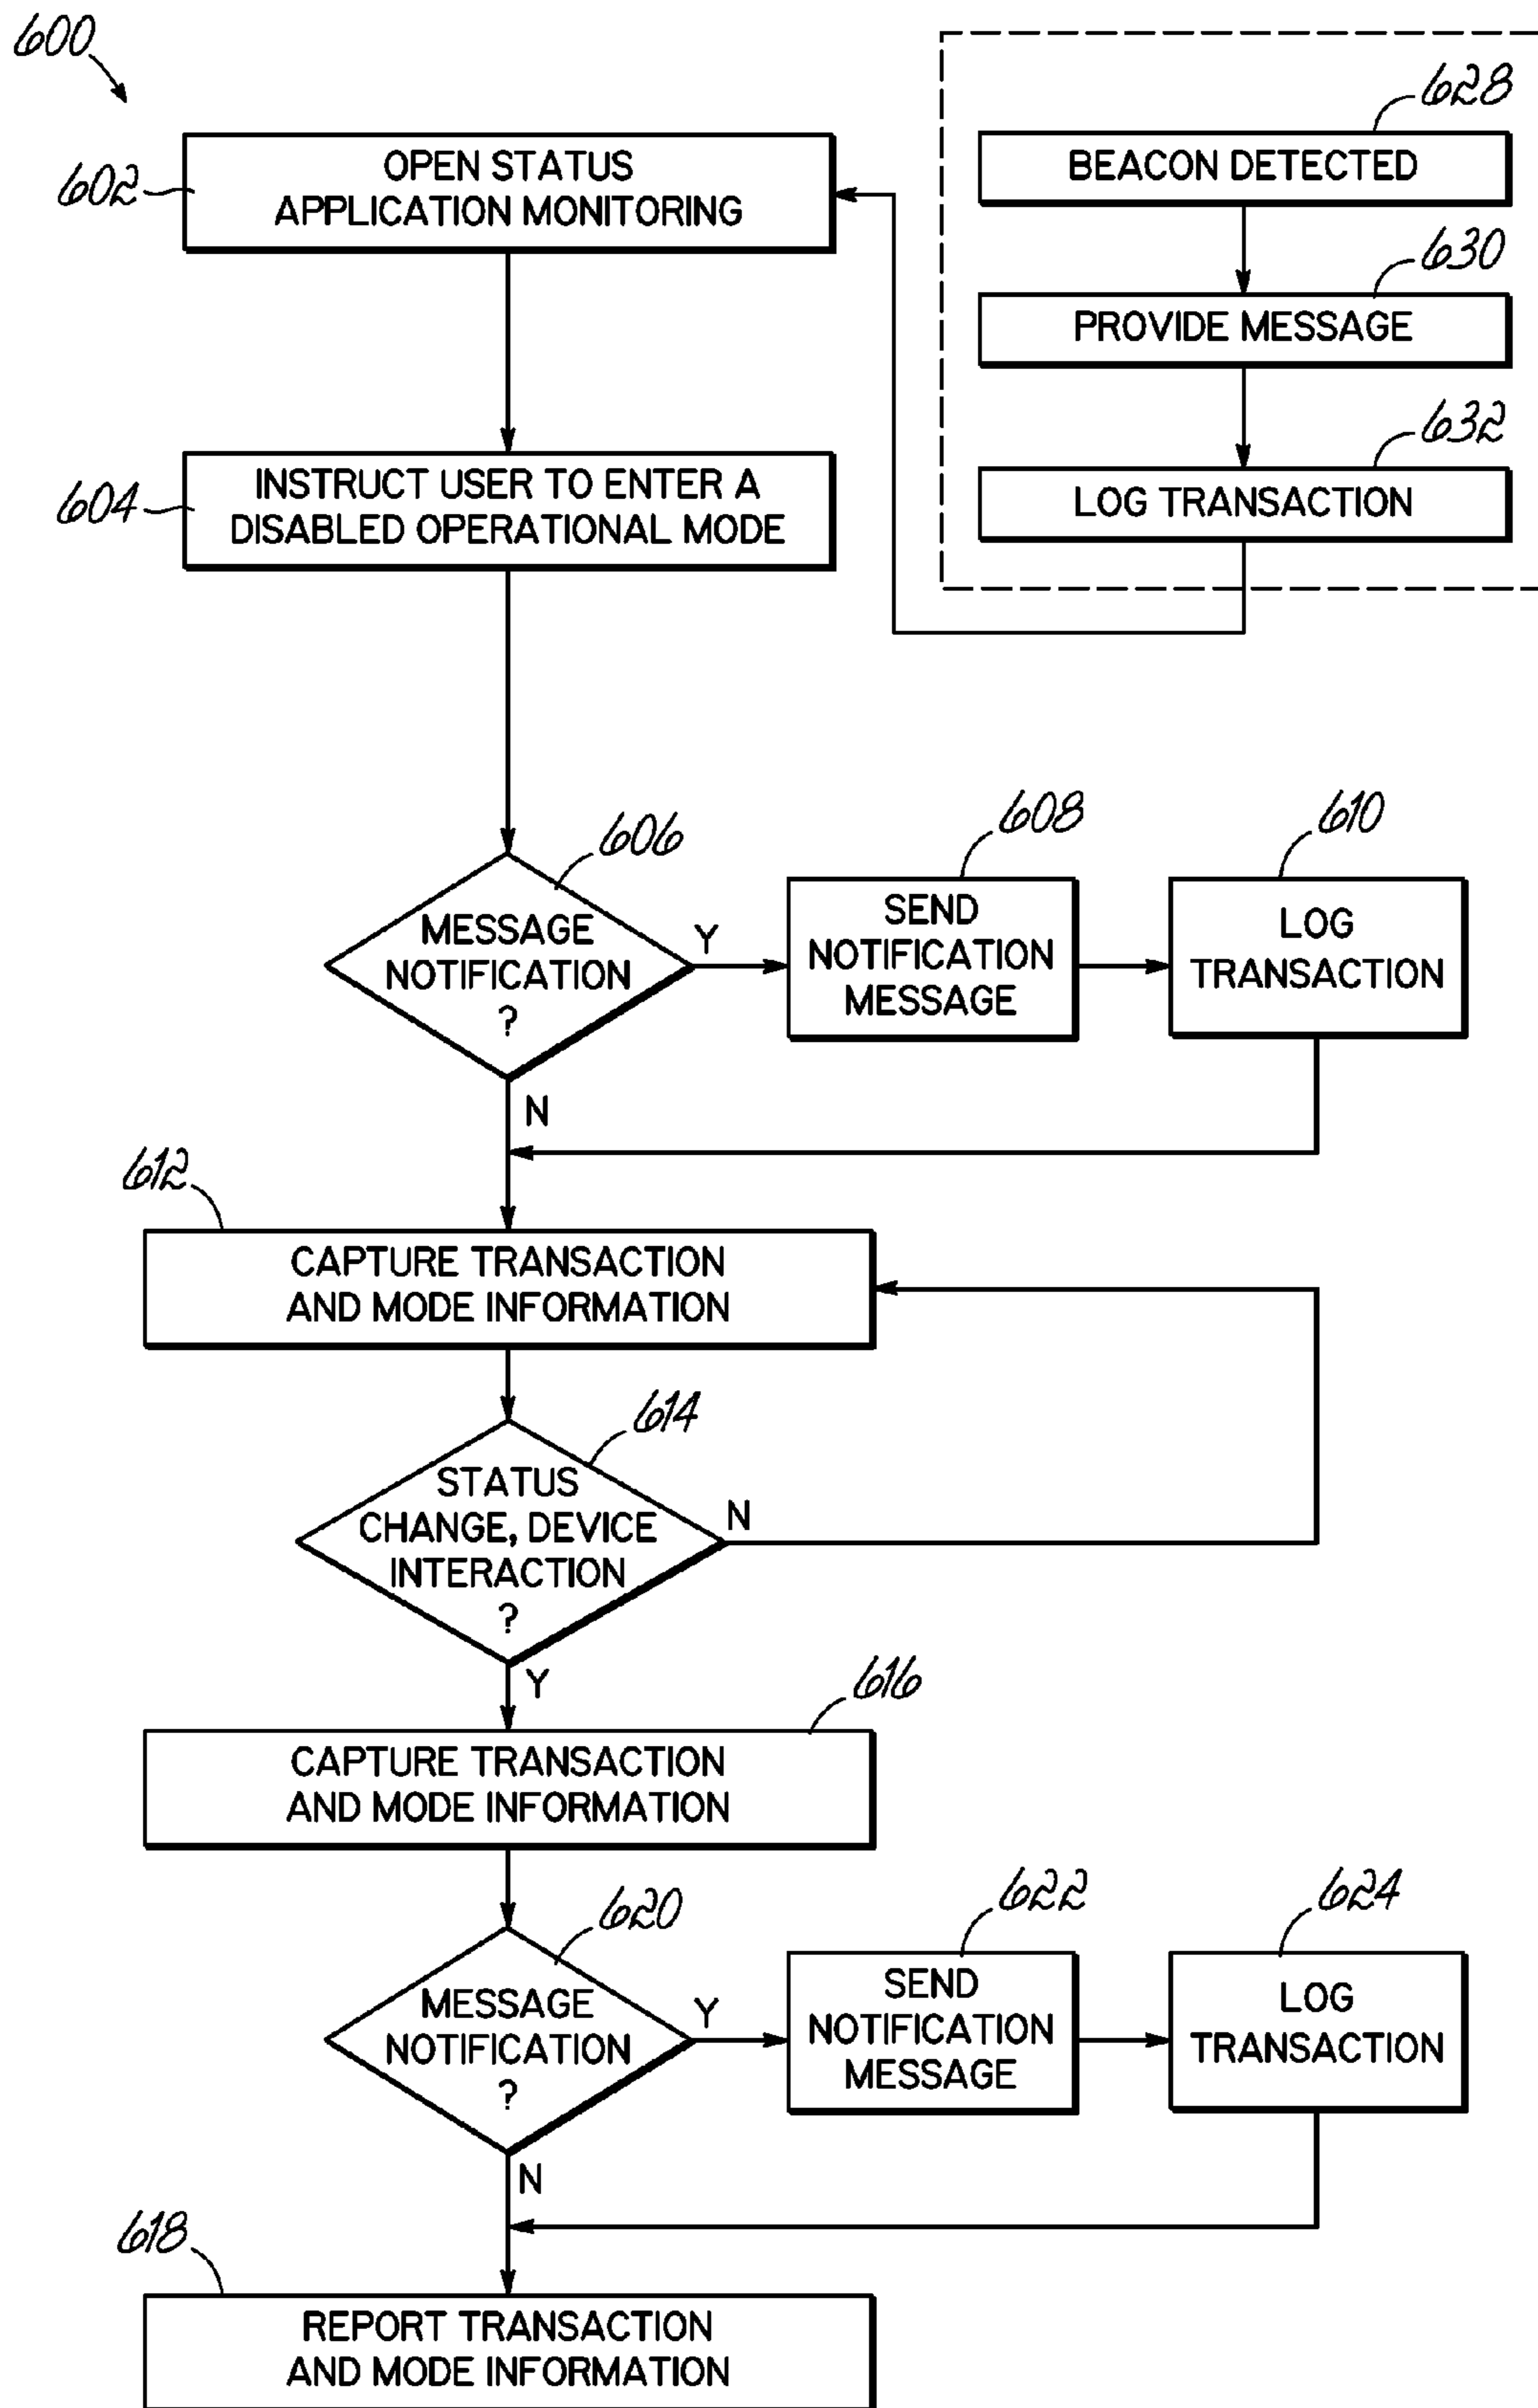 600
602
OPEN STATUS
APPLICATION MONITORING
628
BEACON DETECTED
630
PROVIDE MESSAGE
632
LOG TRANSACTION
604
INSTRUCT USER TO ENTER A
DISABLED OPERATIONAL MODE
606
MESSAGE
NOTIFICATION
?
Y
N
608
SEND
NOTIFICATION
MESSAGE
610
LOG
TRANSACTION
612
CAPTURE TRANSACTION
AND MODE INFORMATION
614
STATUS
CHANGE, DEVICE
INTERACTION
?
N
Y
616
CAPTURE TRANSACTION
AND MODE INFORMATION
620
MESSAGE
NOTIFICATION
?
Y
N
622
SEND
NOTIFICATION
MESSAGE
624
LOG
TRANSACTION
618
REPORT TRANSACTION
AND MODE INFORMATION